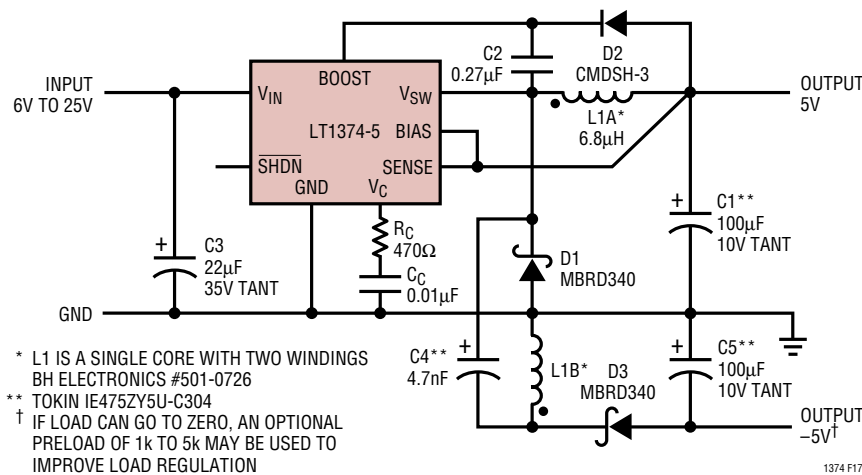 C2
0.27µF
D2
CMDSH-3
INPUT
6V TO 25V
BOOST
V_IN
V_SW
LT1374-5
BIAS
SHDN
SENSE
GND
V_C
L1A*
6.8µH
OUTPUT
5V
+
C3
22µF
35V TANT
R_C
470Ω
C_C
0.01µF
D1
MBRD340
+
C1**
100µF
10V TANT
GND
+
C4**
4.7nF
L1B*
D3
MBRD340
+
C5**
100µF
10V TANT
OUTPUT
–5V†
* L1 IS A SINGLE CORE WITH TWO WINDINGS
BH ELECTRONICS #501-0726
** TOKIN IE475ZY5U-C304
† IF LOAD CAN GO TO ZERO, AN OPTIONAL
PRELOAD OF 1k TO 5k MAY BE USED TO
IMPROVE LOAD REGULATION
1374 F17